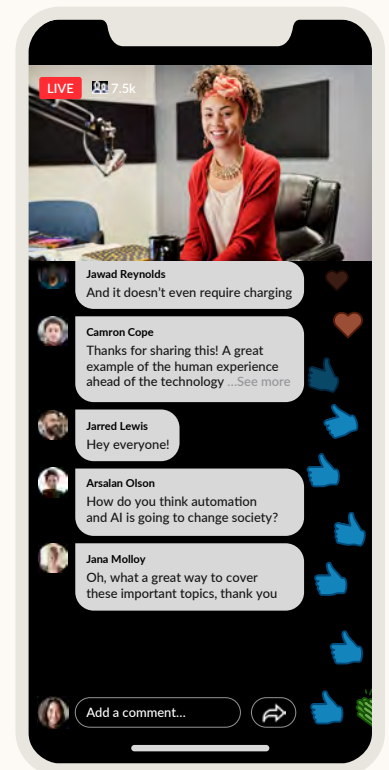 LIVE 7.5k
Jawad Reynolds
And it doesn't even require charging
Camron Cope
Thanks for sharing this! A great
example of the human experience
ahead of the technology ...See more
Jarred Lewis
Hey everyone!
Arsalan Olson
How do you think automation
and AI is going to change society?
Jana Molloy
Oh, what a great way to cover
these important topics, thank you
Add a comment...